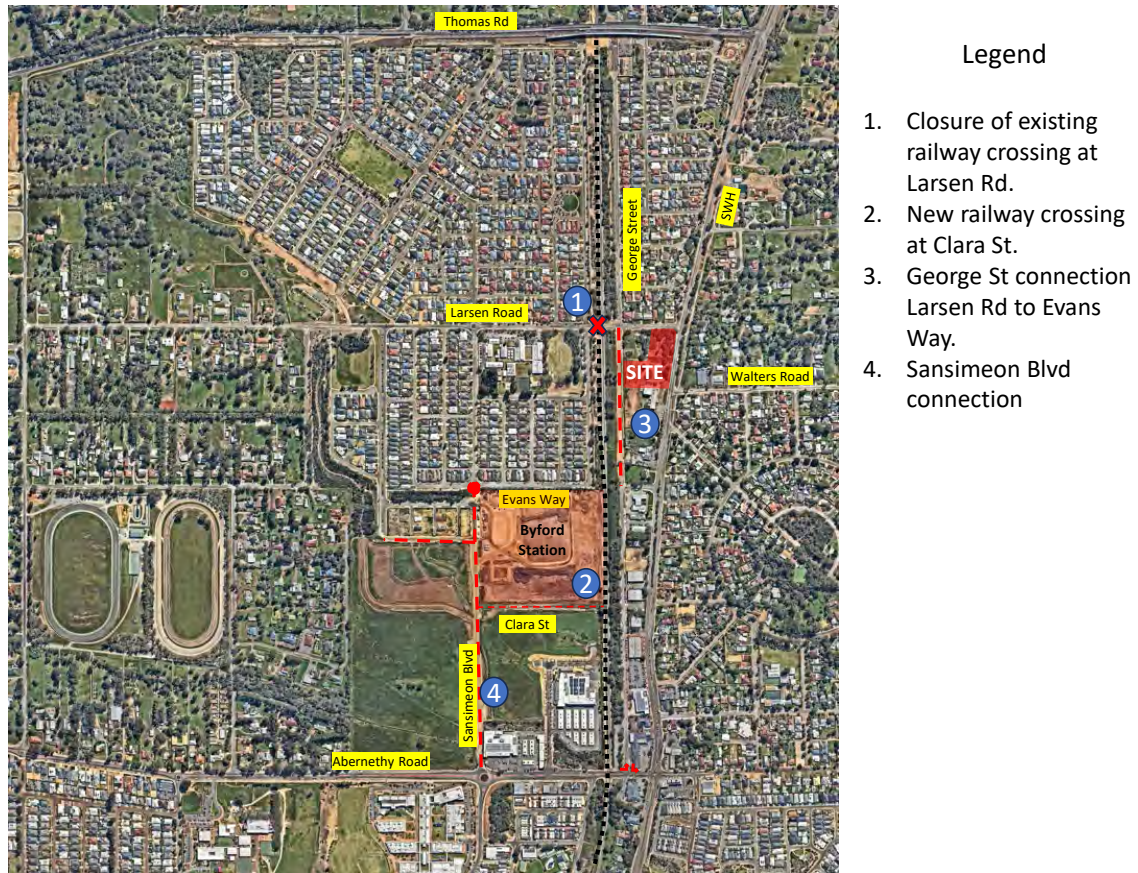 Thomas Rd
SWH
George Street
1
Larsen Road
SITE
Walters Road
3
Evans Way
Byford
Station
2
Clara St
Sansimeon Blvd
4
Abernethy Road
Legend
1. Closure of existing
railway crossing at
Larsen Rd.
2. New railway crossing
at Clara St.
3. George St connection
Larsen Rd to Evans
Way.
4. Sansimeon Blvd
connection